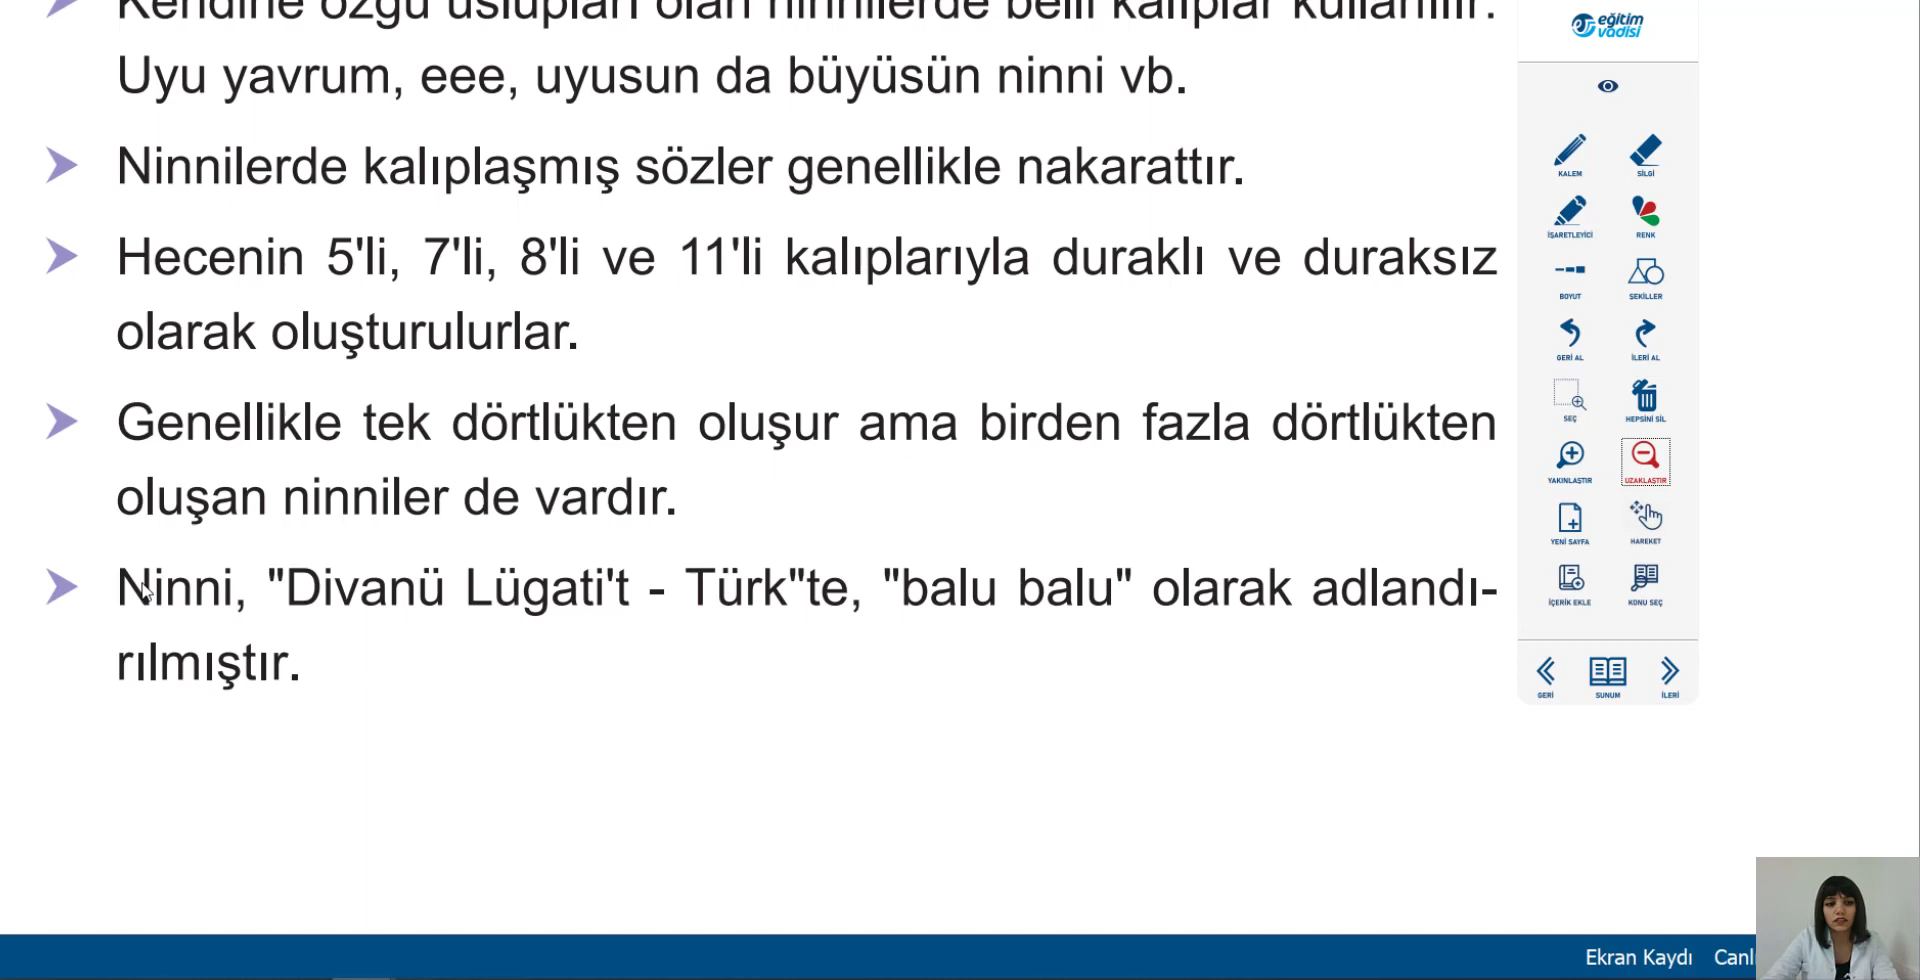 Kendine özgü üslupları olan ninnilerde belli kalıplar kullanılır.
Uyu yavrum, eee, uyusun da büyüsün ninni vb.
Ninnilerde kalıplaşmış sözler genellikle nakarattır.
Hecenin 5'li, 7'li, 8'li ve 11'li kalıplarıyla duraklı ve duraksız
olarak oluşturulurlar.
Genellikle tek dörtlükten oluşur ama birden fazla dörtlükten
oluşan ninniler de vardır.
Ninni, "Divanü Lügati't - Türk"te, "balu balu" olarak adlandı-
rılmıştır.
eğitim
vadisi
KALEM SİLGİ
İŞARETLEYİCİ RENK
BOYUT ŞEKİLLER
GERİ AL İLERİ AL
SEÇ HEPSİNİ SİL
YAKINLAŞTIR UZAKLAŞTIR
YENİ SAYFA HAREKET
İÇERİK EKLE KONU SEÇ
GERİ SUNUM İLERİ
Ekran Kaydı Canlı